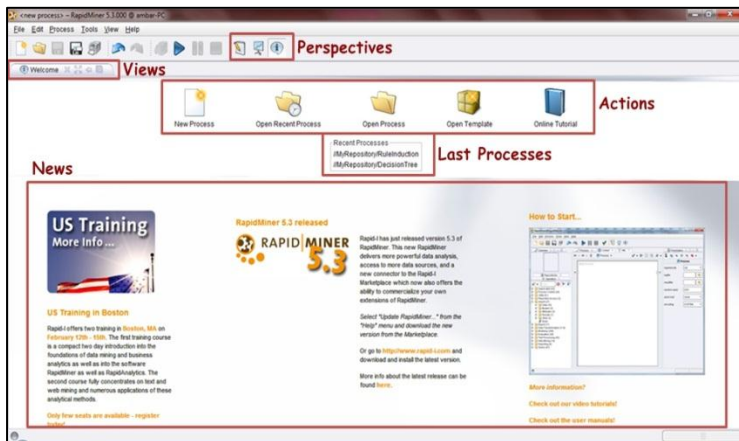 <new process> – RapidMiner 5.3.000 @ ambar-PC
File Edit Process Tools View Help
Perspectives
Welcome
Views
Actions
New Process
Open Recent Process
Open Process
Open Template
Online Tutorial
Recent Processes
//MyRepository/RuleInduction
//MyRepository/DecisionTree
Last Processes
News
US Training
More Info ...
US Training in Boston
Rapid-I offers two training in Boston, MA on
February 12th - 15th. The first training course
is a compact two day introduction into the
foundations of data mining and business
analytics as well as into the software
RapidMiner as well as RapidAnalytics. The
second course fully concentrates on text and
web mining and numerous applications of these
analytical methods.
Only few seats are available - register
today!
RapidMiner 5.3 released
RAPID MINER
5.3
Rapid-I has just released version 5.3 of
RapidMiner. This new RapidMiner
delivers more powerful data analysis,
access to more data sources, and a
new connector to the Rapid-I
Marketplace which now also offers the
ability to commercialize your own
extensions of RapidMiner.
Select "Update RapidMiner..." from the
"Help" menu and download the new
version from the Marketplace.
Or go to http://www.rapid-i.com and
download and install the latest version.
More info about the latest release can be
found here.
How to Start...
More information?
Check out our video tutorials!
Check out the user manuals!